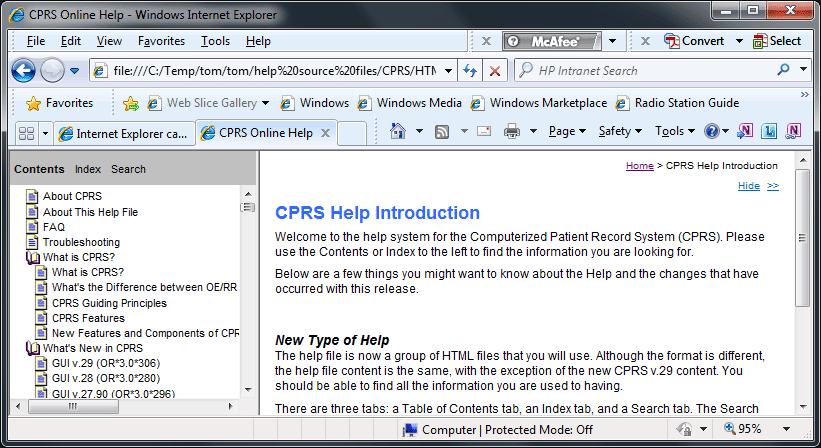 CPRS Online Help - Windows Internet Explorer
File Edit View Favorites Tools Help
McAfee
Convert
Select
file:///C:/Temp/tom/tom/help%20source%20files/CPRS/HTM
HP Intranet Search
Favorites
Web Slice Gallery
Windows
Windows Media
Windows Marketplace
Radio Station Guide
Internet Explorer ca...
CPRS Online Help
Page
Safety
Tools
Contents Index Search
About CPRS
About This Help File
FAQ
Troubleshooting
What is CPRS?
What is CPRS?
What's the Difference between OE/RR
CPRS Guiding Principles
CPRS Features
New Features and Components of CPR
What's New in CPRS
GUI v.29 (OR*3.0*306)
GUI v.28 (OR*3.0*280)
GUI v.27.90 (OR*3.0*296)
Home > CPRS Help Introduction
Hide >>
CPRS Help Introduction
Welcome to the help system for the Computerized Patient Record System (CPRS). Please
use the Contents or Index to the left to find the information you are looking for.
Below are a few things you might want to know about the Help and the changes that have
occurred with this release.
New Type of Help
The help file is now a group of HTML files that you will use. Although the format is different,
the help file content is the same, with the exception of the new CPRS v.29 content. You
should be able to find all the information you are used to having.
There are three tabs: a Table of Contents tab, an Index tab, and a Search tab. The Search
Computer | Protected Mode: Off
95%